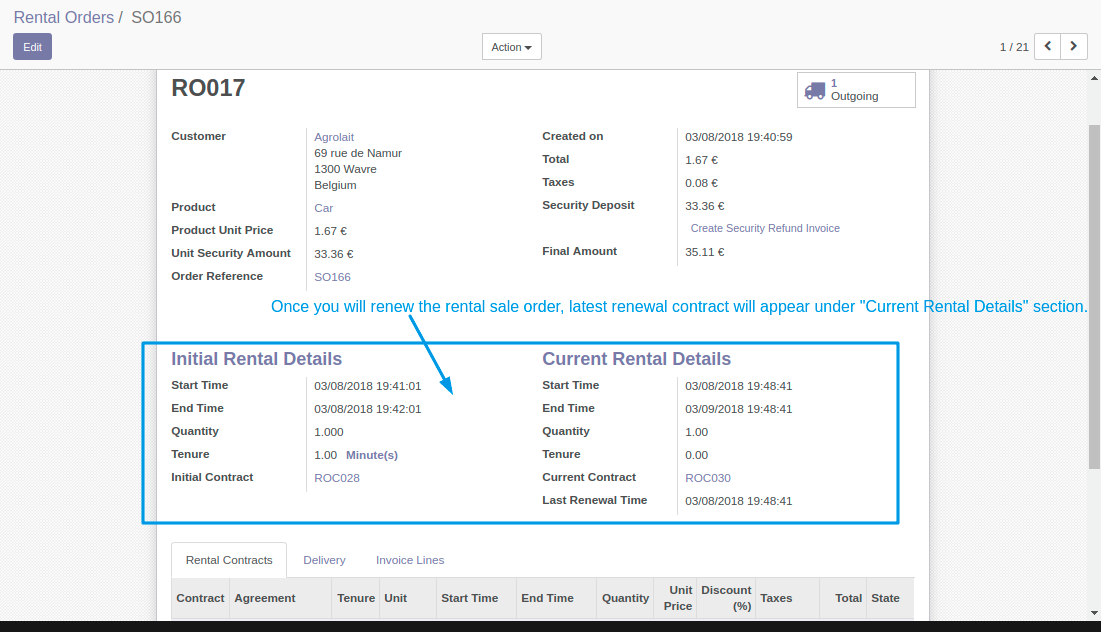 Rental Orders / SO166
Edit
Action
1 / 21
RO017
1
Outgoing
Customer
Agrolait
69 rue de Namur
1300 Wavre
Belgium
Product
Car
Product Unit Price
1.67 €
Unit Security Amount
33.36 €
Order Reference
SO166
Created on
03/08/2018 19:40:59
Total
1.67 €
Taxes
0.08 €
Security Deposit
33.36 €
Create Security Refund Invoice
Final Amount
35.11 €
Once you will renew the rental sale order, latest renewal contract will appear under "Current Rental Details" section.
Initial Rental Details
Start Time
03/08/2018 19:41:01
End Time
03/08/2018 19:42:01
Quantity
1.000
Tenure
1.00 Minute(s)
Initial Contract
ROC028
Current Rental Details
Start Time
03/08/2018 19:48:41
End Time
03/09/2018 19:48:41
Quantity
1.00
Tenure
0.00
Current Contract
ROC030
Last Renewal Time
03/08/2018 19:48:41
Rental Contracts
Delivery
Invoice Lines
Contract
Agreement
Tenure
Unit
Start Time
End Time
Quantity
Unit
Price
Discount
(%)
Taxes
Total
State